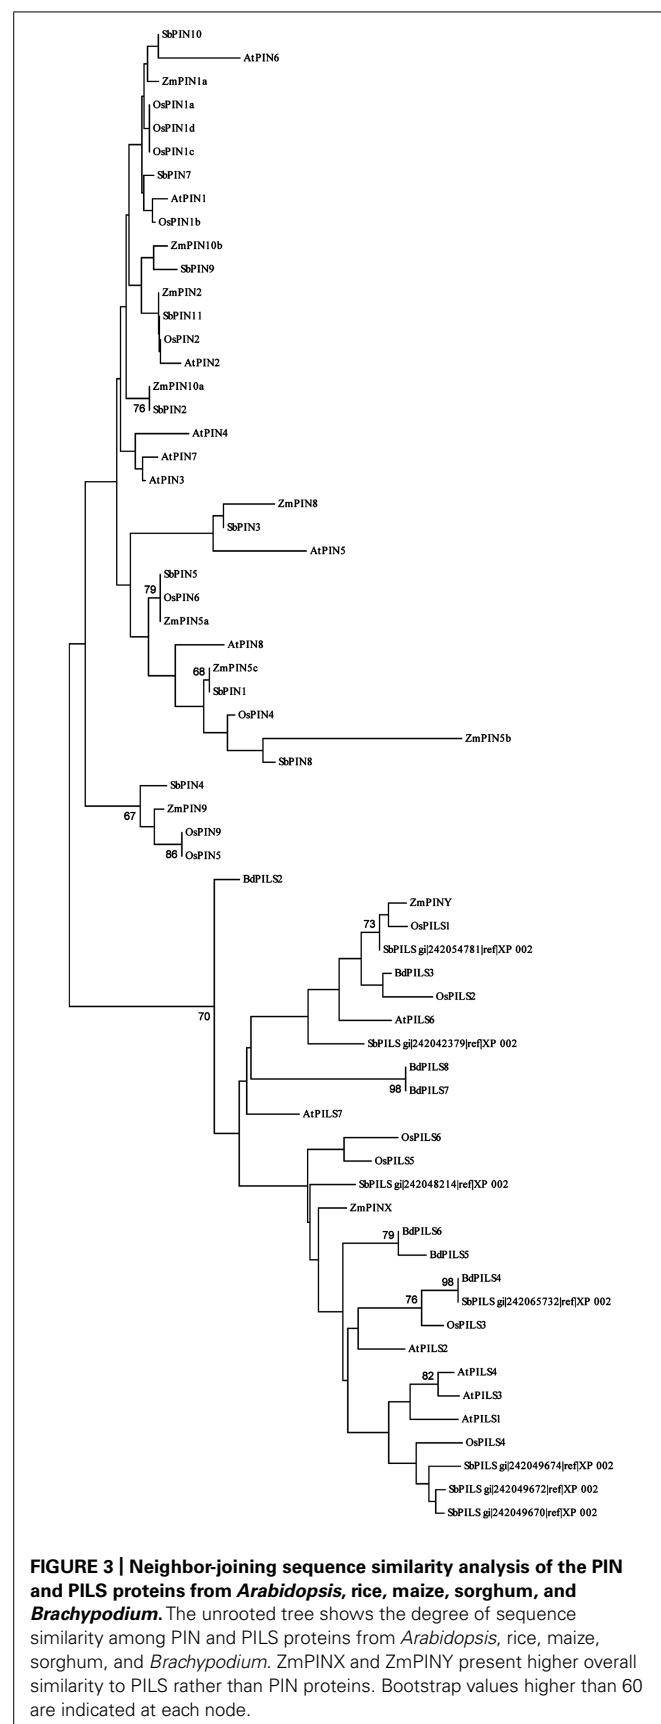 SbPIN10
AtPIN6
ZmPIN1a
OsPIN1a
OsPIN1d
OsPIN1c
SbPIN7
AtPIN1
OsPIN1b
ZmPIN10b
SbPIN9
ZmPIN2
SbPIN11
OsPIN2
AtPIN2
ZmPIN10a
76
SbPIN2
AtPIN4
AtPIN7
AtPIN3
ZmPIN8
SbPIN3
AtPIN5
SbPIN5
79
OsPIN6
ZmPIN5a
AtPIN8
68
ZmPIN5c
SbPIN1
OsPIN4
ZmPIN5b
SbPIN8
SbPIN4
67
ZmPIN9
OsPIN9
86
OsPIN5
BdPILS2
ZmPINY
73
OsPILS1
SbPILS gi|242054781|ref|XP 002
BdPILS3
OsPILS2
70
AtPILS6
SbPILS gi|242042379|ref|XP 002
BdPILS8
98
BdPILS7
AtPILS7
OsPILS6
OsPILS5
SbPILS gi|242048214|ref|XP 002
ZmPINX
79
BdPILS6
BdPILS5
98
BdPILS4
76
SbPILS gi|242065732|ref|XP 002
OsPILS3
AtPILS2
82
AtPILS4
AtPILS3
AtPILS1
OsPILS4
SbPILS gi|242049674|ref|XP 002
SbPILS gi|242049672|ref|XP 002
SbPILS gi|242049670|ref|XP 002
FIGURE 3 | Neighbor-joining sequence similarity analysis of the PIN
and PILS proteins from Arabidopsis, rice, maize, sorghum, and
Brachypodium. The unrooted tree shows the degree of sequence
similarity among PIN and PILS proteins from Arabidopsis, rice, maize,
sorghum, and Brachypodium. ZmPINX and ZmPINY present higher overall
similarity to PILS rather than PIN proteins. Bootstrap values higher than 60
are indicated at each node.